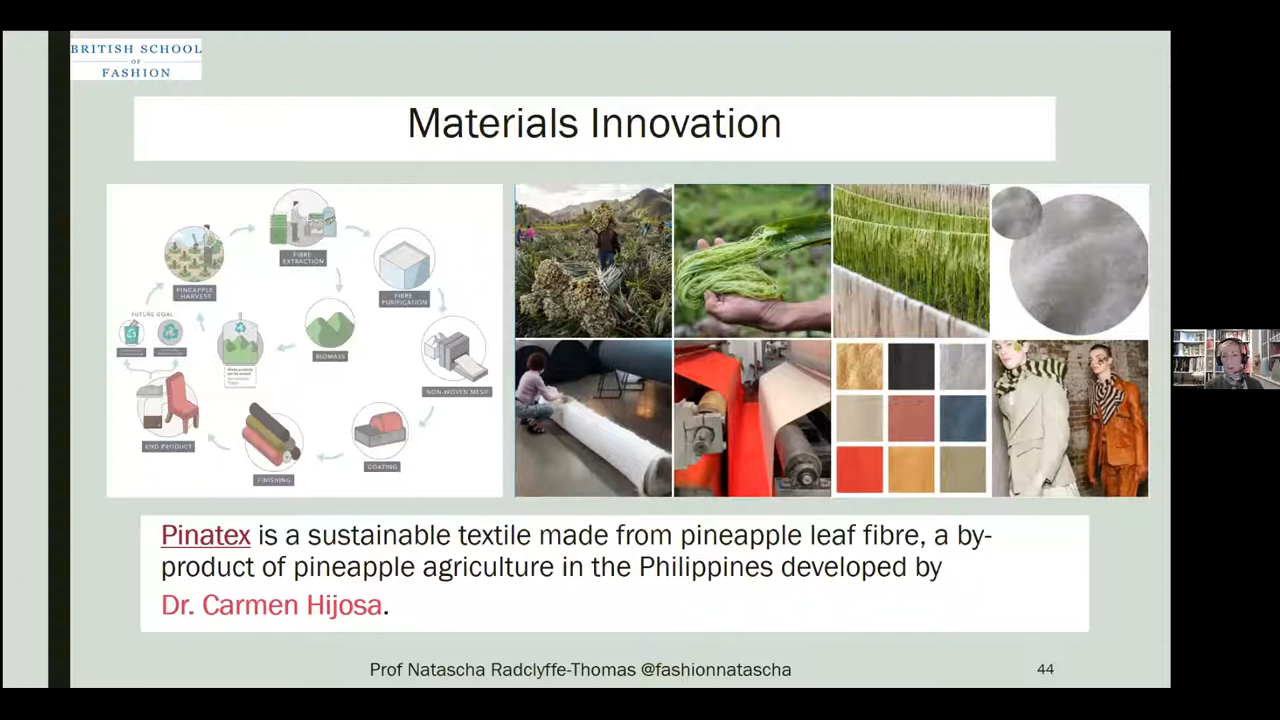 BRITISH SCHOOL
OF
FASHION
Materials Innovation
FIBRE
EXTRACTION
PINEAPPLE
HARVEST
FIBRE
PURIFICATION
FUTURE GOAL
BIOMASS
NON-WOVEN MESH
END PRODUCT
COATING
FINISHING
Pinatex is a sustainable textile made from pineapple leaf fibre, a by-
product of pineapple agriculture in the Philippines developed by
Dr. Carmen Hijosa.
Prof Natascha Radclyffe-Thomas @fashionnatascha
44